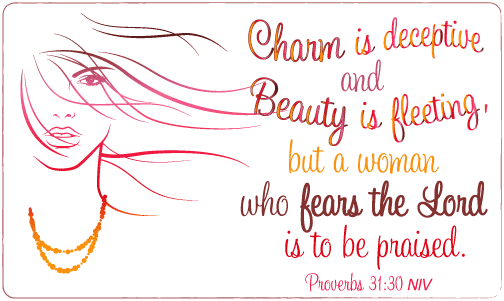 Charm is deceptive
and
Beauty is fleeting,
but a woman
who fears the Lord
is to be praised.
Proverbs 31:30 NIV